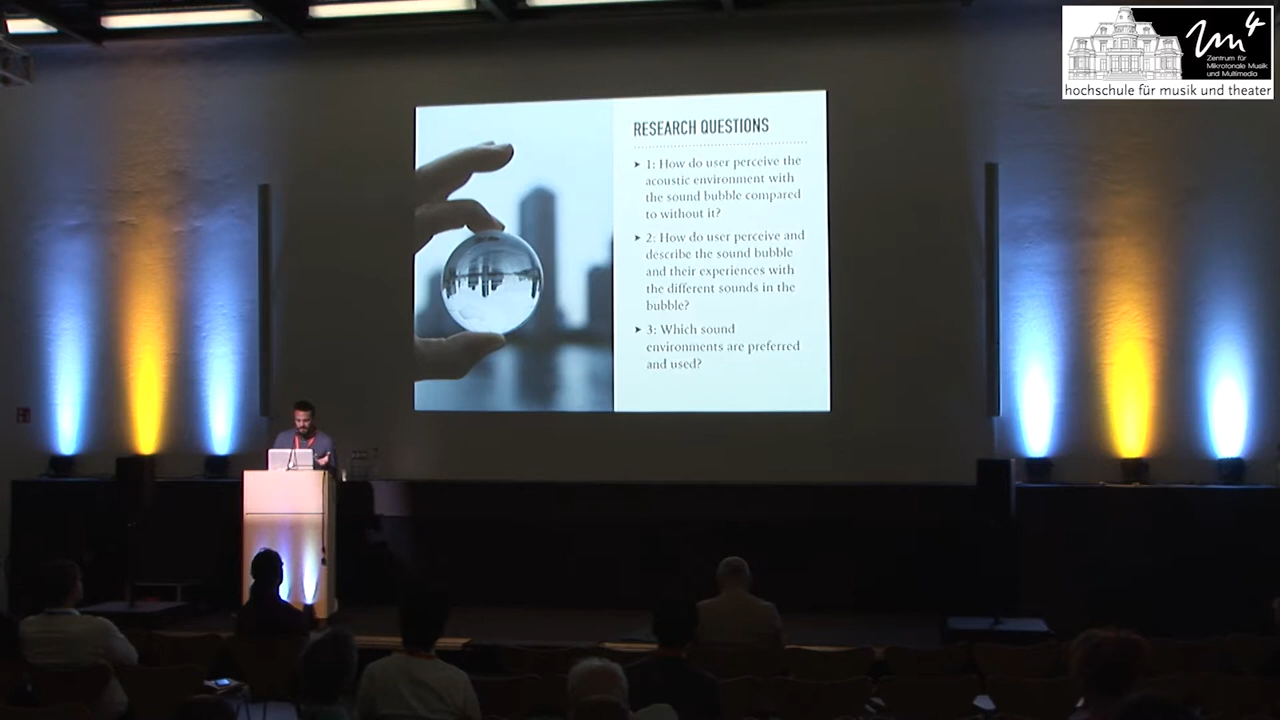 RESEARCH QUESTIONS
➤ 1: How do user perceive the
acoustic environment with
the sound bubble compared
to without it?
➤ 2: How do user perceive and
describe the sound bubble
and their experiences with
the different sounds in the
bubble?
➤ 3: Which sound
environments are preferred
and used?
m4
Zentrum für
Mikrotonale Musik
und Multimedia
hochschule für musik und theater